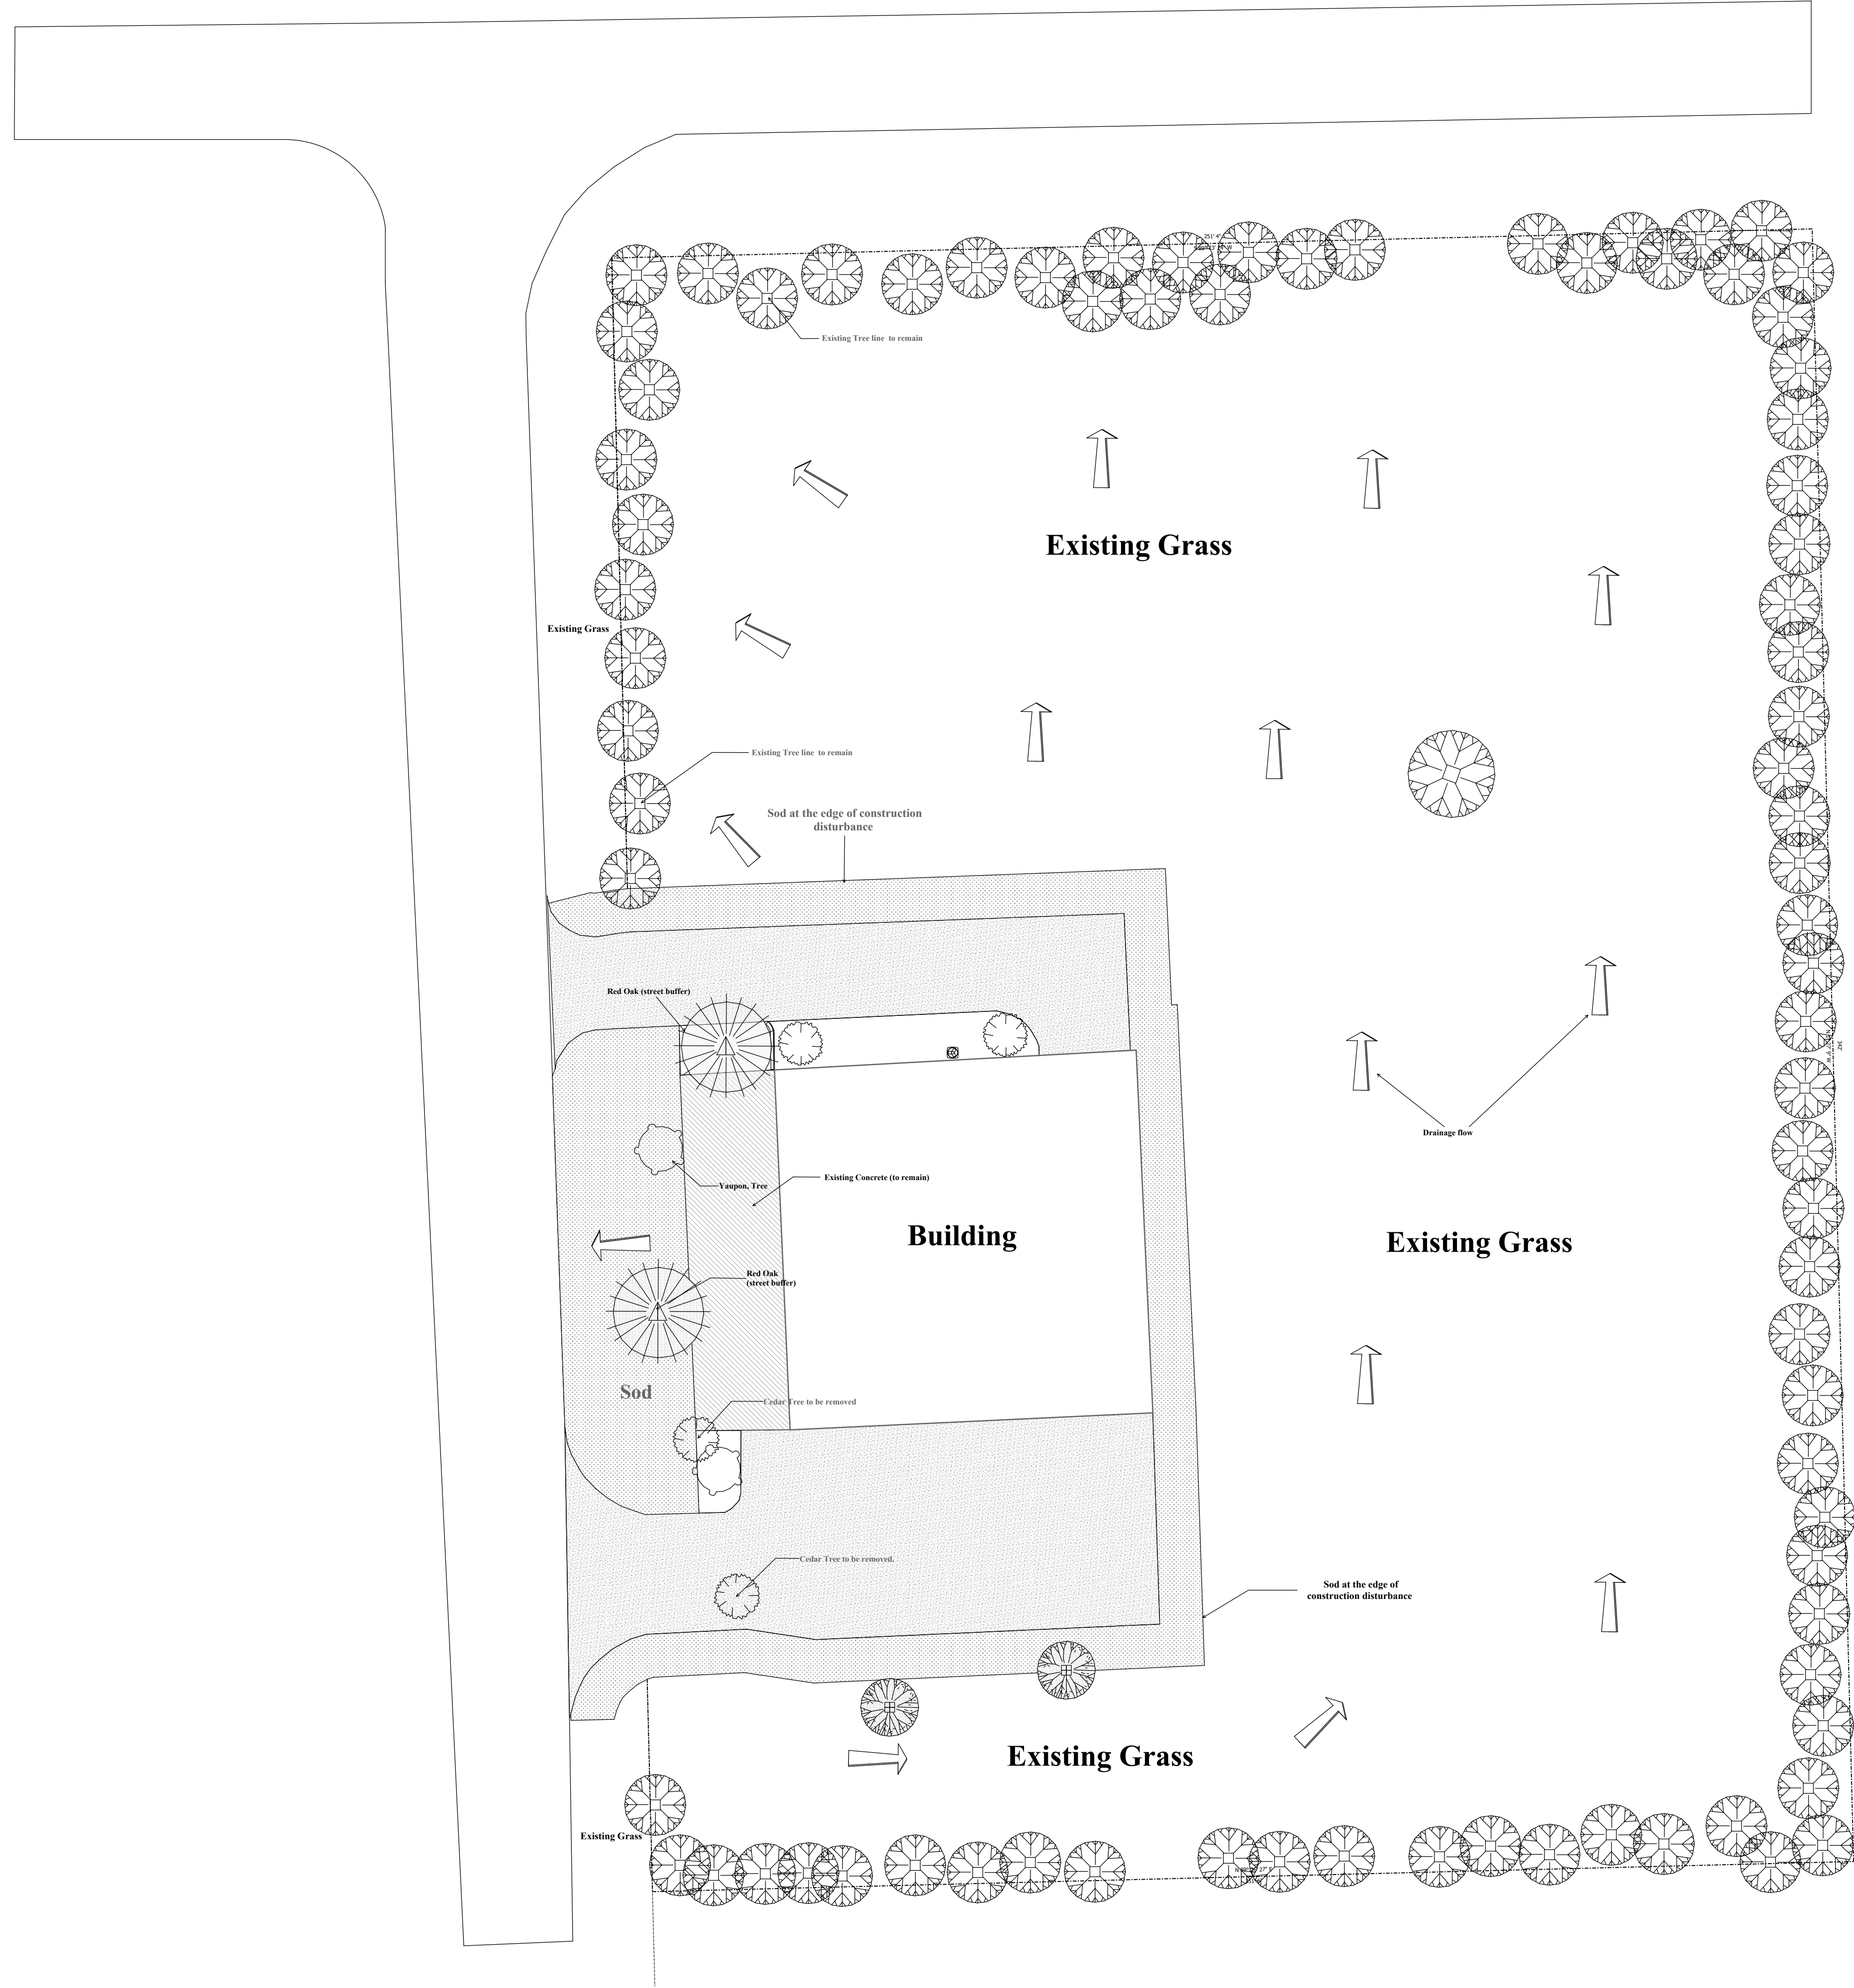 251' 4"
Existing Tree line to remain
Existing Grass
Existing Grass
Existing Tree line to remain
Sod at the edge of construction
disturbance
Red Oak (street buffer)
342'
Drainage flow
Existing Concrete (to remain)
Yaupon, Tree
Building
Existing Grass
Red Oak
(street buffer)
Sod
Cedar Tree to be removed
Cedar Tree to be removed.
Sod at the edge of
construction disturbance
Existing Grass
Existing Grass